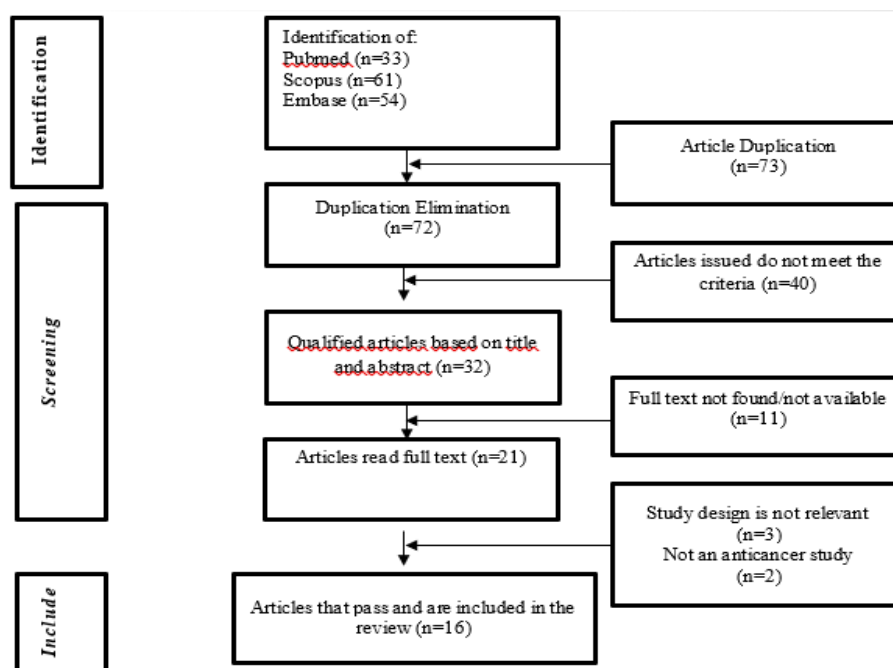 Identification
Identification of:
Pubmed (n=33)
Scopus (n=61)
Embase (n=54)
Article Duplication
(n=73)
Duplication Elimination
(n=72)
Articles issued do not meet the
criteria (n=40)
Screening
Qualified articles based on title
and abstract (n=32)
Full text not found/not available
(n=11)
Articles read full text (n=21)
Study design is not relevant
(n=3)
Not an anticancer study
(n=2)
Include
Articles that pass and are included in the
review (n=16)